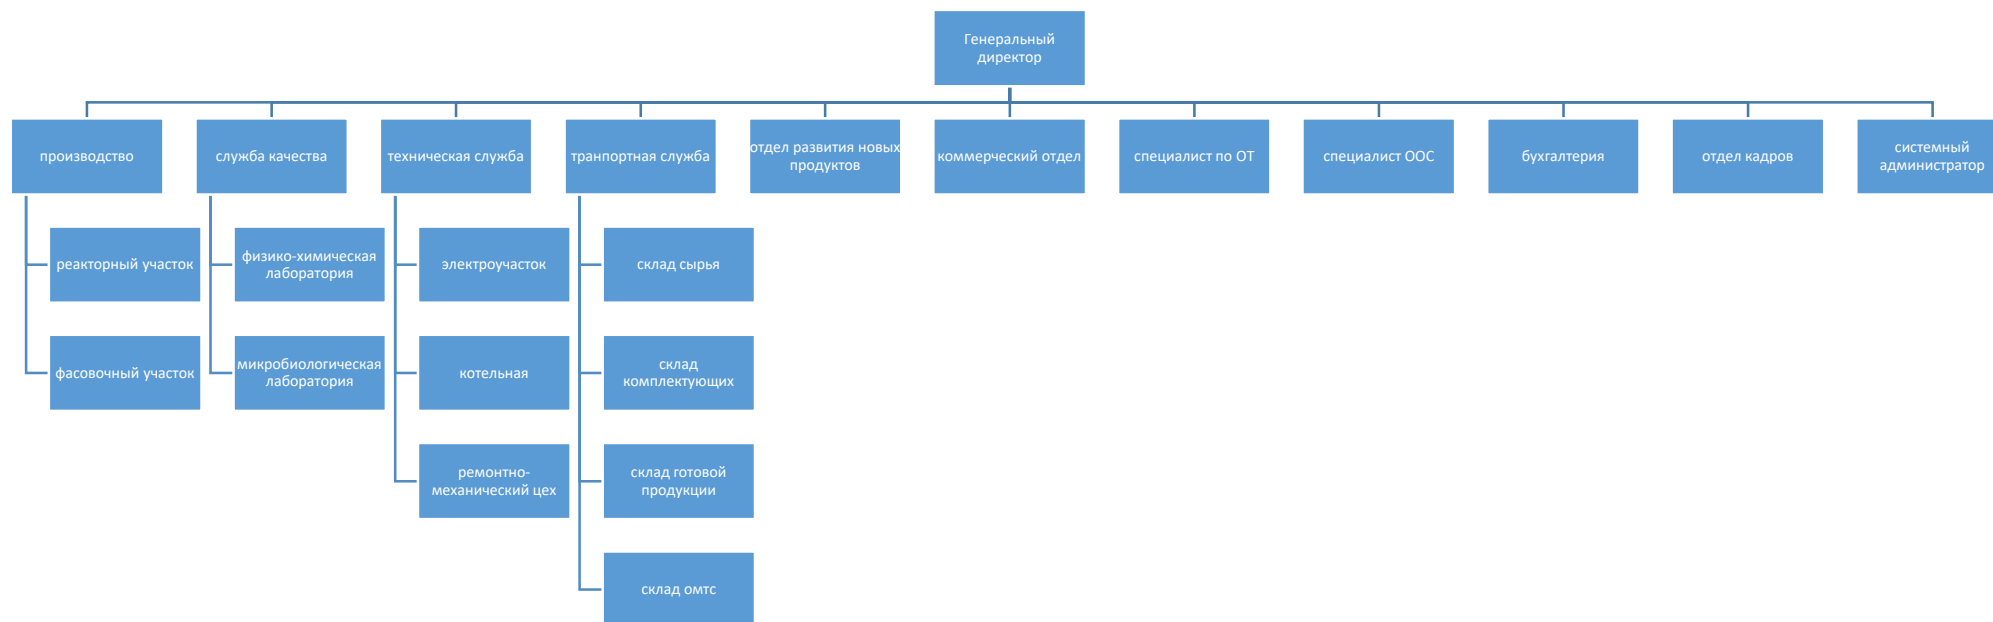 Генеральный
директор
производство
служба качества
техническая служба
транпортная служба
отдел развития новых
продуктов
коммерческий отдел
специалист по ОТ
специалист ООС
бухгалтерия
отдел кадров
системный
администратор
реакторный участок
физико-химическая
лаборатория
электроучасток
склад сырья
фасовочный участок
микробиологическая
лаборатория
котельная
склад
комплектующих
ремонтно-
механический цех
склад готовой
продукции
склад омтс